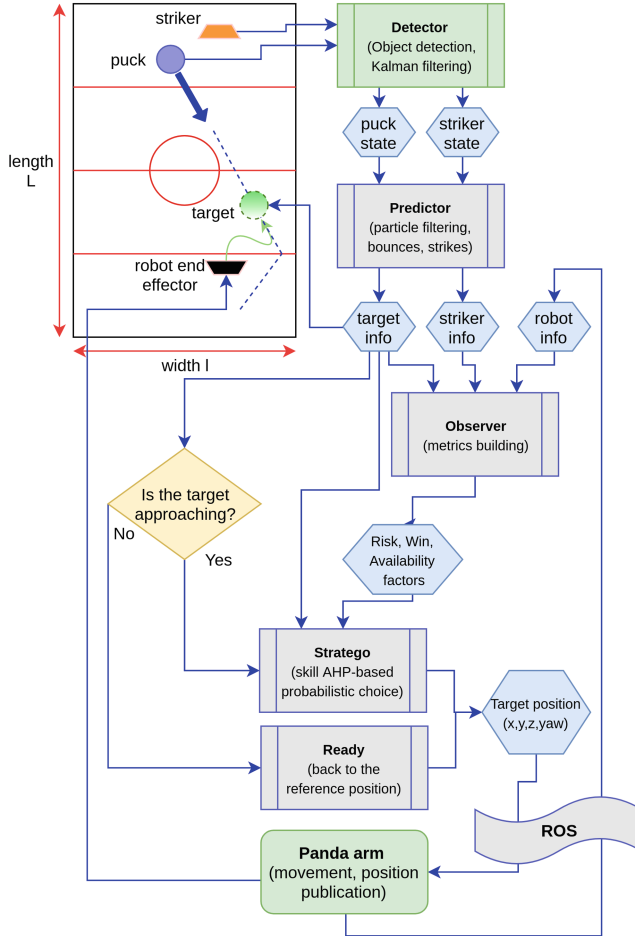 striker
puck
length
L
target
robot end
effector
width l
Detector
(Object detection,
Kalman filtering)
puck
state
striker
state
Predictor
(particle filtering,
bounces, strikes)
target
info
striker
info
robot
info
Observer
(metrics building)
Is the target
approaching?
No
Yes
Risk, Win,
Availability
factors
Stratego
(skill AHP-based
probabilistic choice)
Target position
(x,y,z,yaw)
Ready
(back to the
reference position)
ROS
Panda arm
(movement, position
publication)